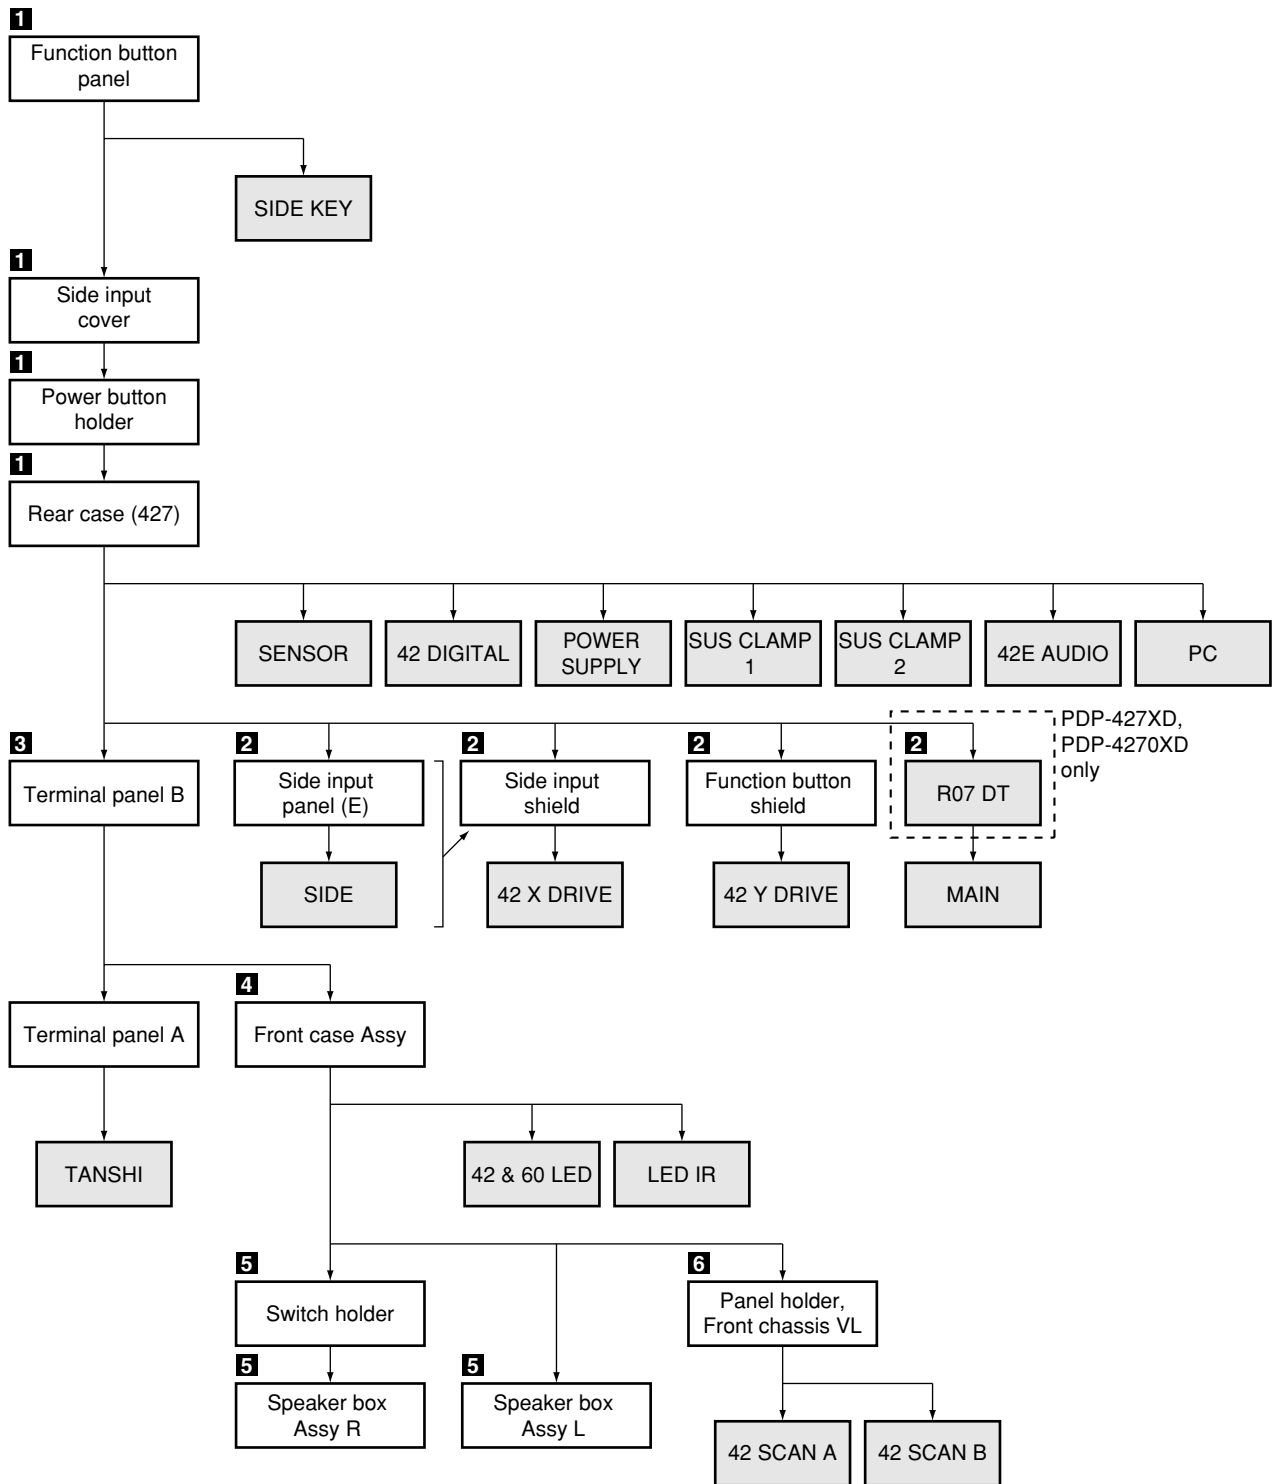 1
Function button
panel
SIDE KEY
1
Side input
cover
1
Power button
holder
1
Rear case (427)
SENSOR
42 DIGITAL
POWER
SUPPLY
SUS CLAMP
1
SUS CLAMP
2
42E AUDIO
PC
3
Terminal panel B
2
Side input
panel (E)
2
Side input
shield
2
Function button
shield
2
R07 DT
PDP-427XD,
PDP-4270XD
only
SIDE
42 X DRIVE
42 Y DRIVE
MAIN
Terminal panel A
4
Front case Assy
TANSHI
42 & 60 LED
LED IR
5
Switch holder
6
Panel holder,
Front chassis VL
5
Speaker box
Assy R
5
Speaker box
Assy L
42 SCAN A
42 SCAN B